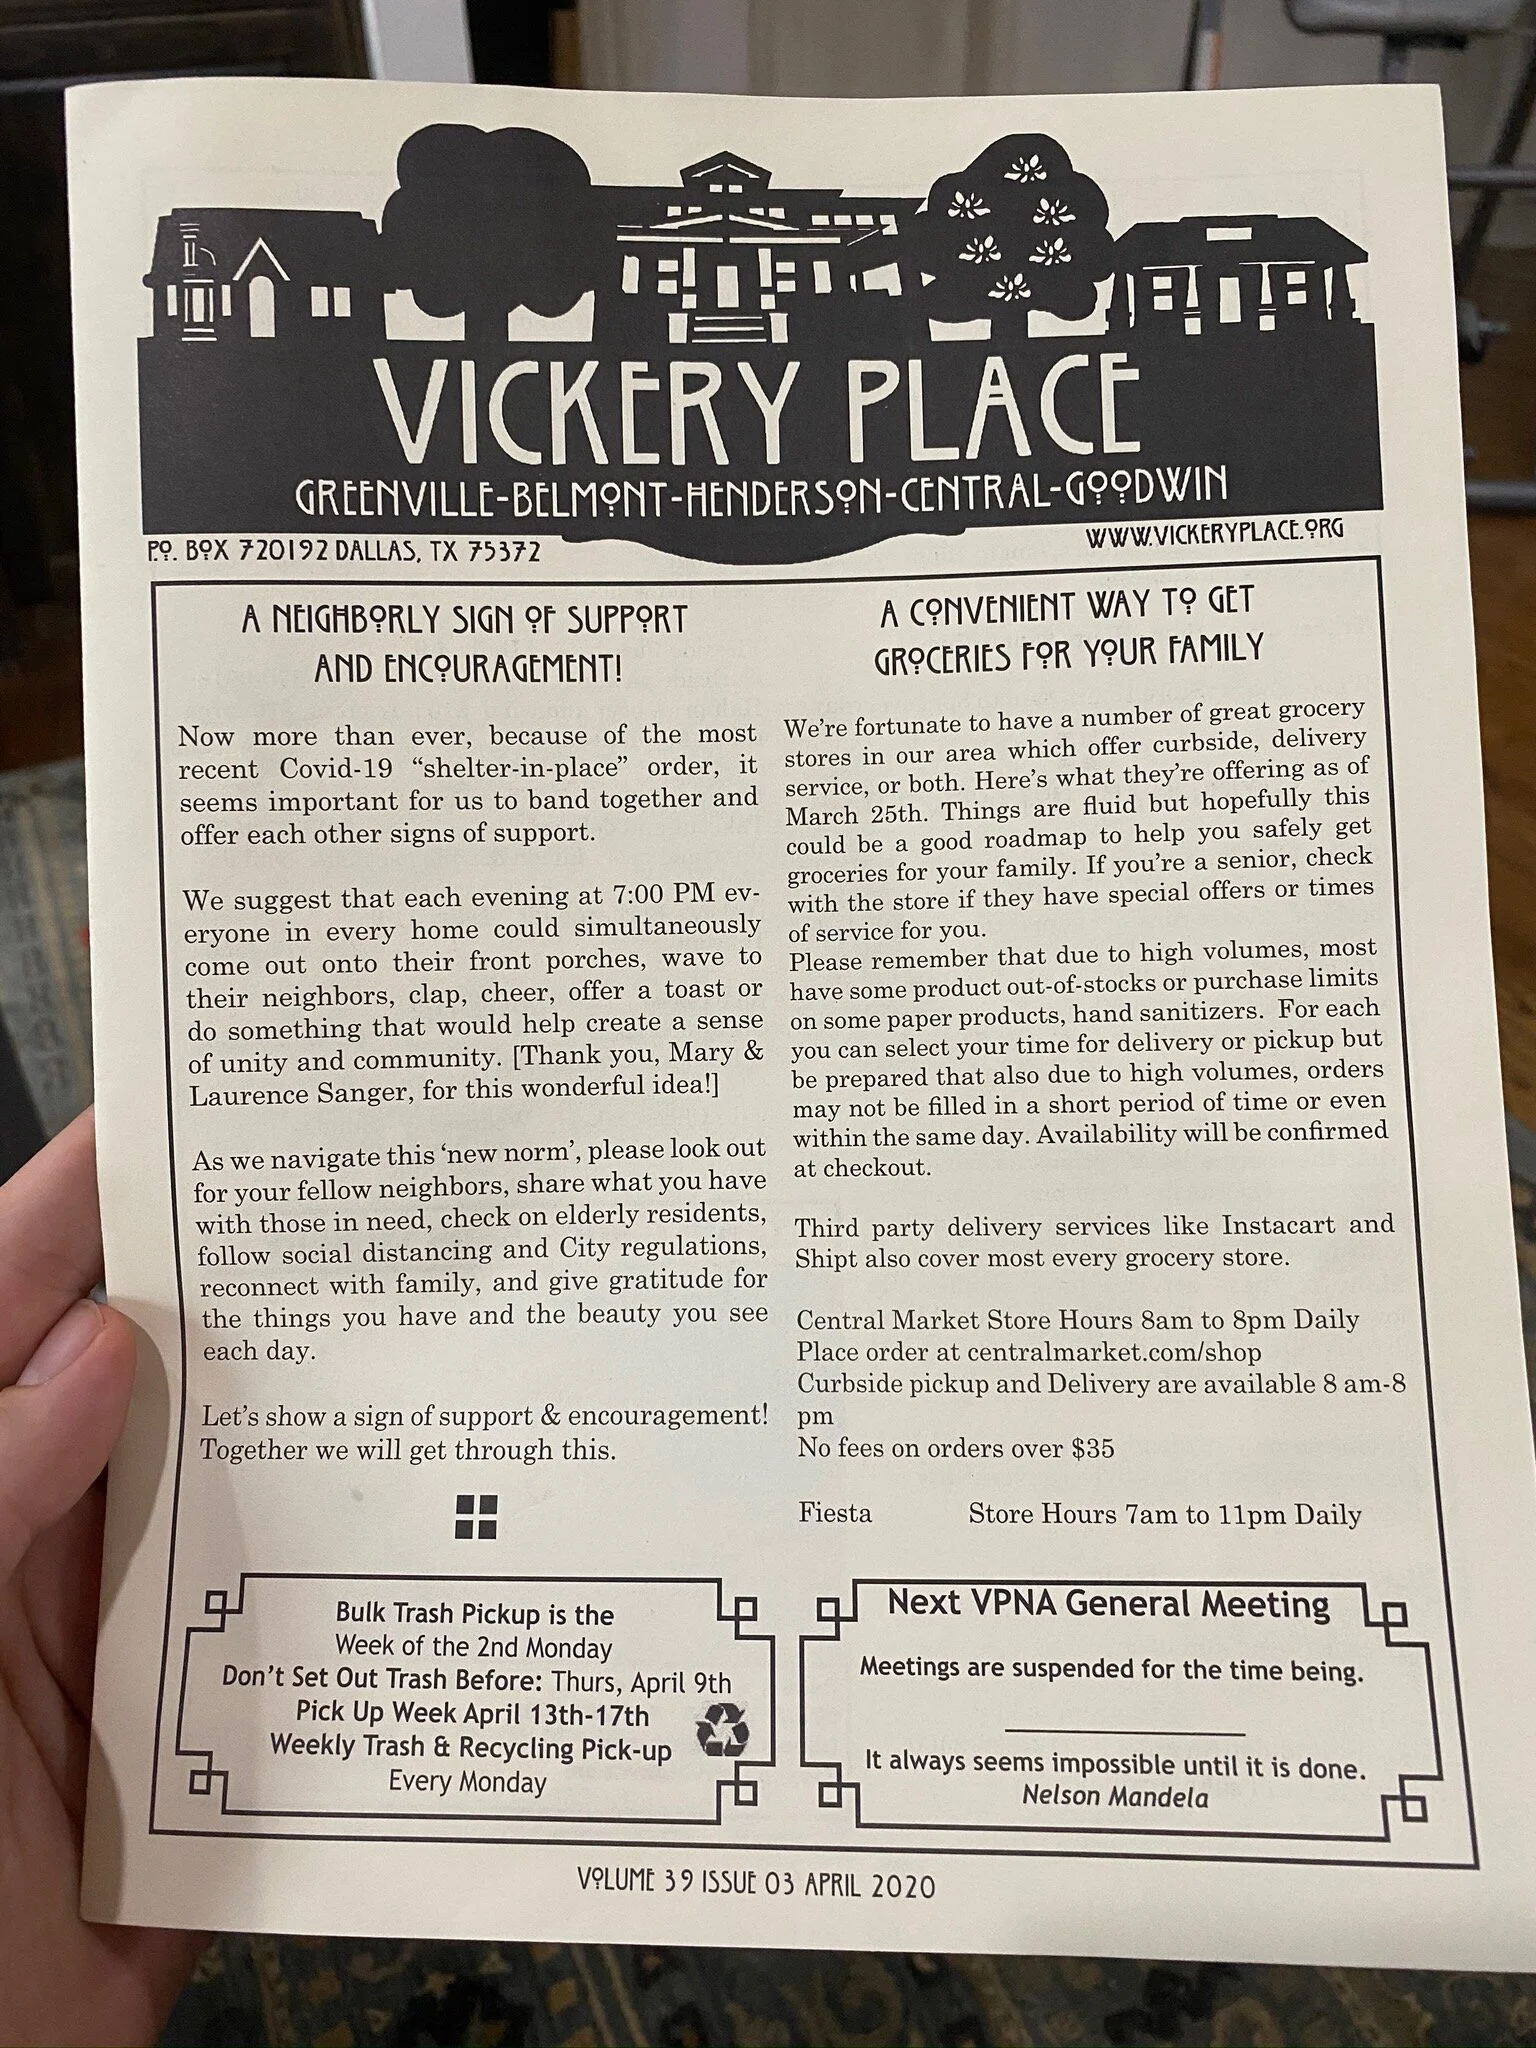 VICKERY PLACE
GREENVILLE-BELMONT-HENDERSON-CENTRAL-GOODWIN
P.O. BOX 720192 DALLAS, TX 75372
WWW.VICKERYPLACE.ORG
A NEIGHBORLY SIGN OF SUPPORT
AND ENCOURAGEMENT!
Now more than ever, because of the most
recent Covid-19 “shelter-in-place” order, it
seems important for us to band together and
offer each other signs of support.
We suggest that each evening at 7:00 PM ev-
eryone in every home could simultaneously
come out onto their front porches, wave to
their neighbors, clap, cheer, offer a toast or
do something that would help create a sense
of unity and community. [Thank you, Mary &
Laurence Sanger, for this wonderful idea!]
As we navigate this ‘new norm’, please look out
for your fellow neighbors, share what you have
with those in need, check on elderly residents,
follow social distancing and City regulations,
reconnect with family, and give gratitude for
the things you have and the beauty you see
each day.
Let’s show a sign of support & encouragement!
Together we will get through this.
A CONVENIENT WAY TO GET
GROCERIES FOR YOUR FAMILY
We’re fortunate to have a number of great grocery
stores in our area which offer curbside, delivery
service, or both. Here’s what they’re offering as of
March 25th. Things are fluid but hopefully this
could be a good roadmap to help you safely get
groceries for your family. If you’re a senior, check
with the store if they have special offers or times
of service for you.
Please remember that due to high volumes, most
have some product out-of-stocks or purchase limits
on some paper products, hand sanitizers.  For each
you can select your time for delivery or pickup but
be prepared that also due to high volumes, orders
may not be filled in a short period of time or even
within the same day. Availability will be confirmed
at checkout.
Third party delivery services like Instacart and
Shipt also cover most every grocery store.
Central Market Store Hours 8am to 8pm Daily
Place order at centralmarket.com/shop
Curbside pickup and Delivery are available 8 am-8
pm
No fees on orders over $35
Fiesta Store Hours 7am to 11pm Daily
Bulk Trash Pickup is the
Week of the 2nd Monday
Don’t Set Out Trash Before: Thurs, April 9th
Pick Up Week April 13th-17th
Weekly Trash & Recycling Pick-up
Every Monday
Next VPNA General Meeting
Meetings are suspended for the time being.
It always seems impossible until it is done.
Nelson Mandela
VOLUME 39 ISSUE 03 APRIL 2020